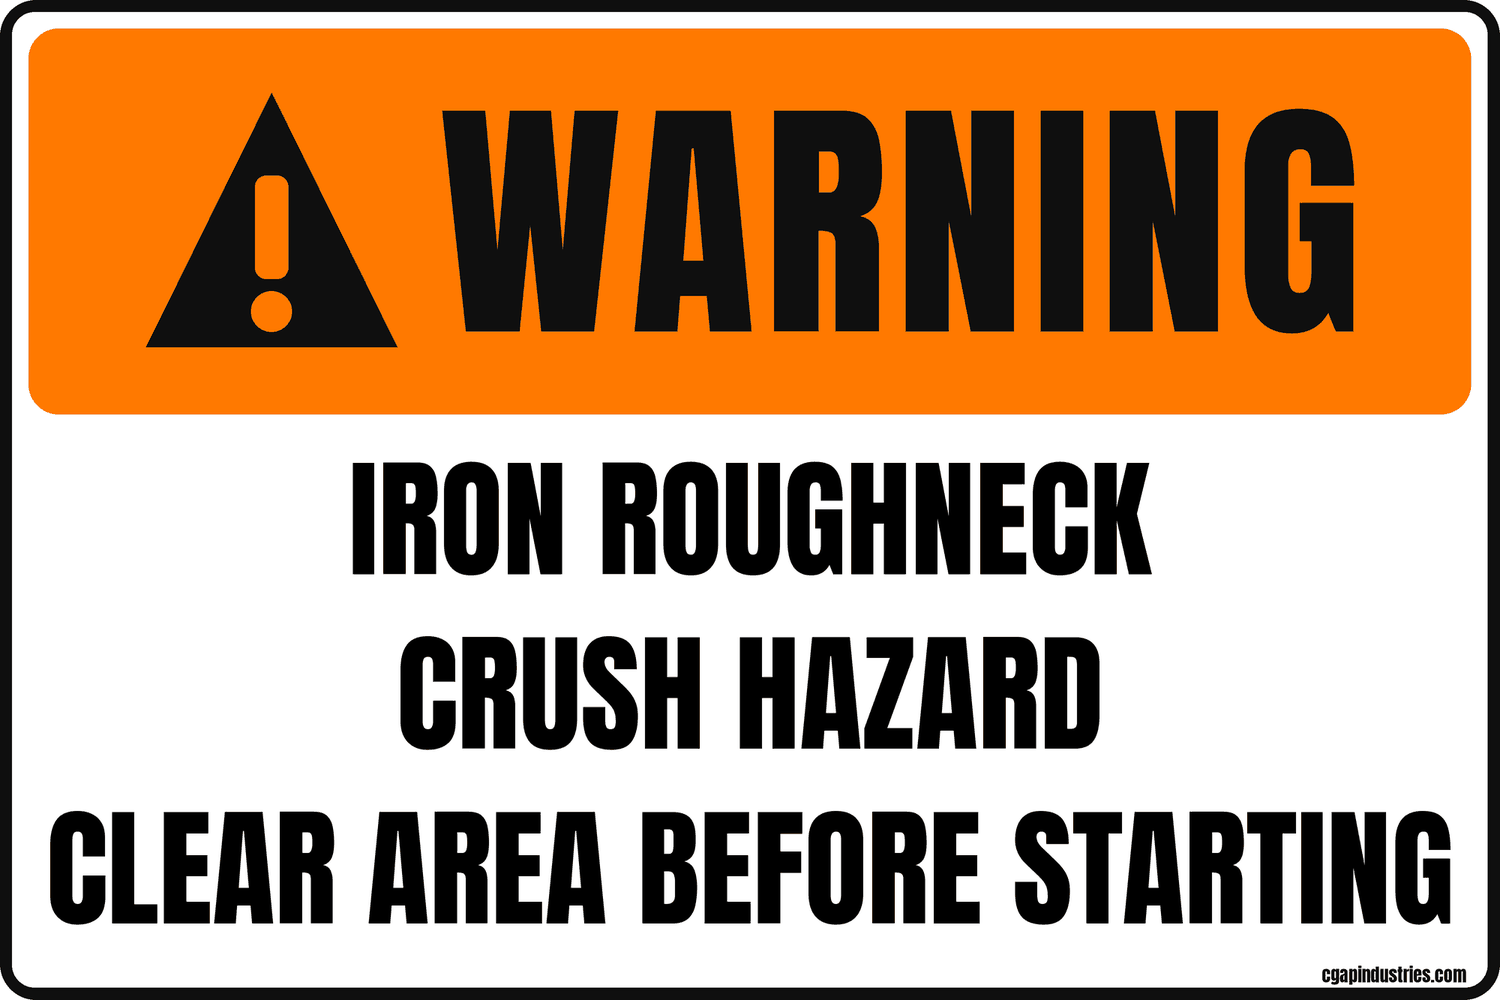 WARNING
IRON ROUGHNECK
CRUSH HAZARD
CLEAR AREA BEFORE STARTING
cgapindustries.com